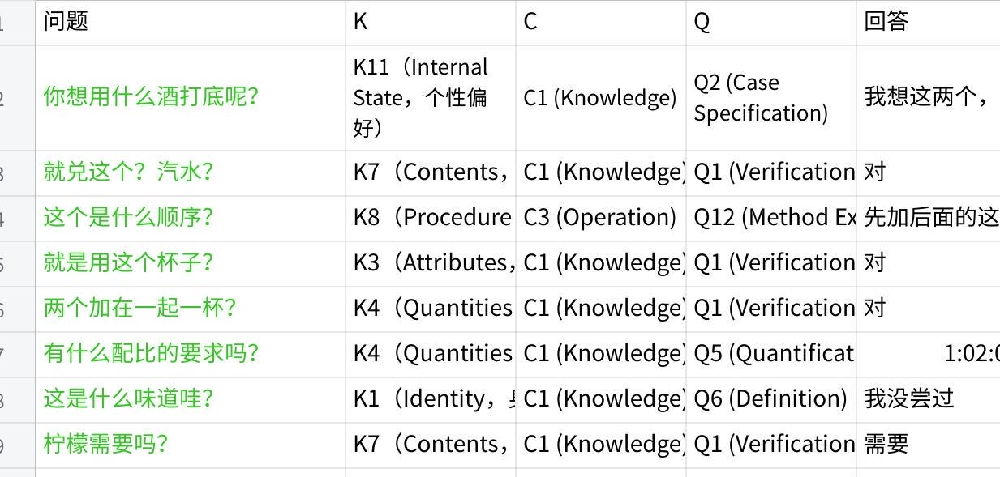 问题 K C Q 回答
你想用什么酒打底呢？ K11（Internal State，个性偏好） C1 (Knowledge) Q2 (Case Specification) 我想这两个，
3 就兑这个？汽水？ K7（Contents， C1 (Knowledge) Q1 (Verification 对
4 这个是什么顺序？ K8（Procedure C3 (Operation) Q12 (Method Ex 先加后面的这
5 就是用这个杯子？ K3（Attributes， C1 (Knowledge) Q1 (Verification 对
6 两个加在一起一杯？ K4（Quantities C1 (Knowledge) Q1 (Verification 对
7 有什么配比的要求吗？ K4（Quantities C1 (Knowledge) Q5 (Quantificat 1:02:0
8 这是什么味道哇？ K1（Identity， C1 (Knowledge) Q6 (Definition) 我没尝过
9 柠檬需要吗？ K7（Contents， C1 (Knowledge) Q1 (Verification 需要